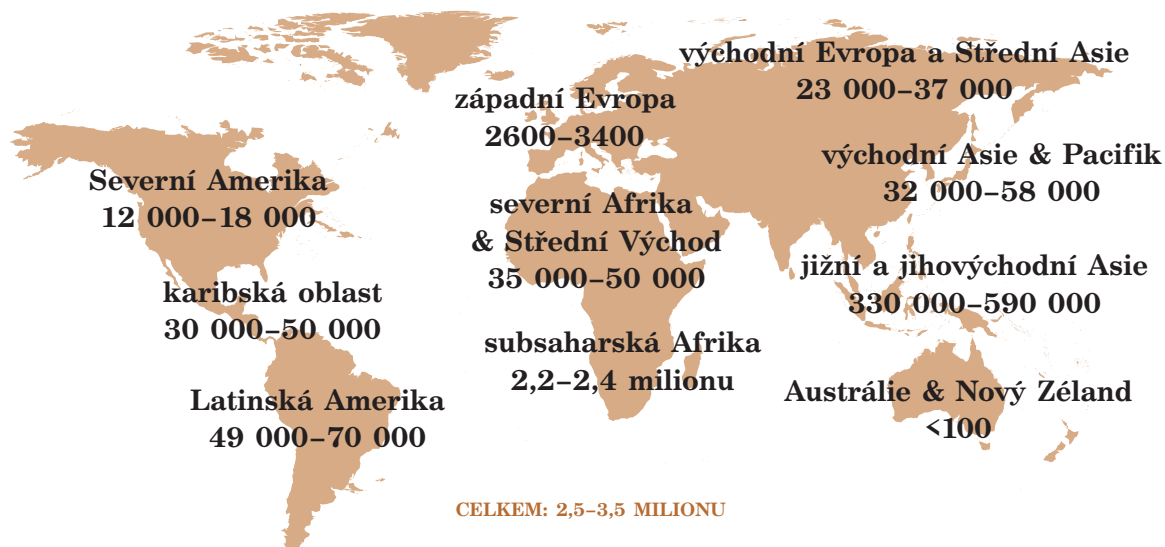 východní Evropa a Střední Asie
23 000–37 000
západní Evropa
2600–3400
východní Asie & Pacifik
32 000–58 000
Severní Amerika
12 000–18 000
severní Afrika
& Střední Východ
35 000–50 000
jižní a jihovýchodní Asie
330 000–590 000
karibská oblast
30 000–50 000
subsaharská Afrika
2,2–2,4 milionu
Austrálie & Nový Zéland
<100
Latinská Amerika
49 000–70 000
CELKEM: 2,5–3,5 MILIONU